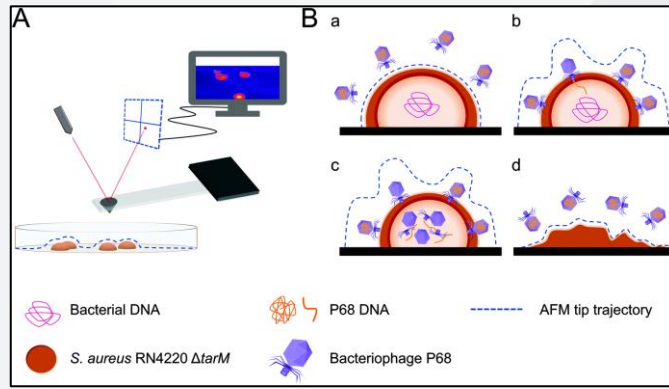 A
B
a
b
c
d
Bacterial DNA
P68 DNA
AFM tip trajectory
S. aureus RN4220 ΔtarM
Bacteriophage P68